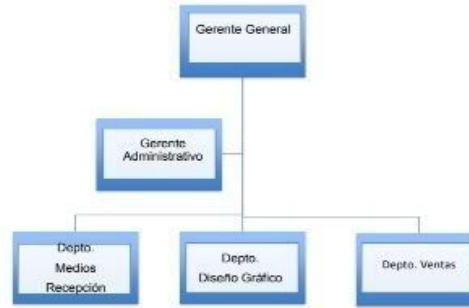 Gerente General
Gerente
Administrativo
Depto.
Medios
Recepción
Depto.
Diseño Gráfico
Depto. Ventas